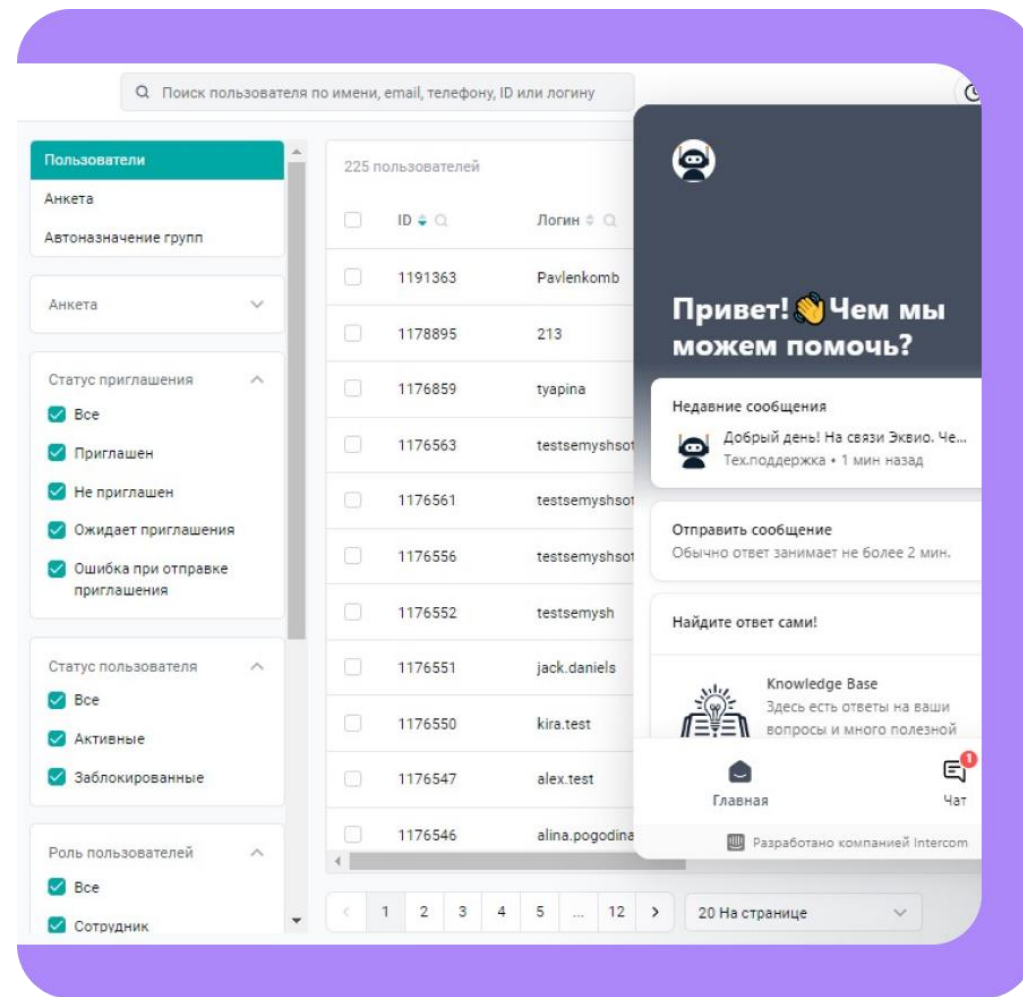 Поиск пользователя по имени, email, телефону, ID или логину
Пользователи
Анкета
Автоназначение групп
Анкета
Статус приглашения
Все
Приглашен
Не приглашен
Ожидает приглашения
Ошибка при отправке
приглашения
Статус пользователя
Все
Активные
Заблокированные
Роль пользователей
Все
Сотрудник
225 пользователей
ID Логин
1191363 Pavlenkomb
1178895 213
1176859 tyapina
1176563 testsemyshsot
1176561 testsemyshsot
1176556 testsemyshsot
1176552 testsemysh
1176551 jack.daniels
1176550 kira.test
1176547 alex.test
1176546 alina.pogodina
1 2 3 4 5 ... 12
20 На странице
Привет!👋Чем мы
можем помочь?
Недавние сообщения
Добрый день! На связи Эквио. Че...
Тех.поддержка • 1 мин назад
Отправить сообщение
Обычно ответ занимает не более 2 мин.
Найдите ответ сами!
Knowledge Base
Здесь есть ответы на ваши
вопросы и много полезной
1
Главная Чат
Разработано компанией Intercom